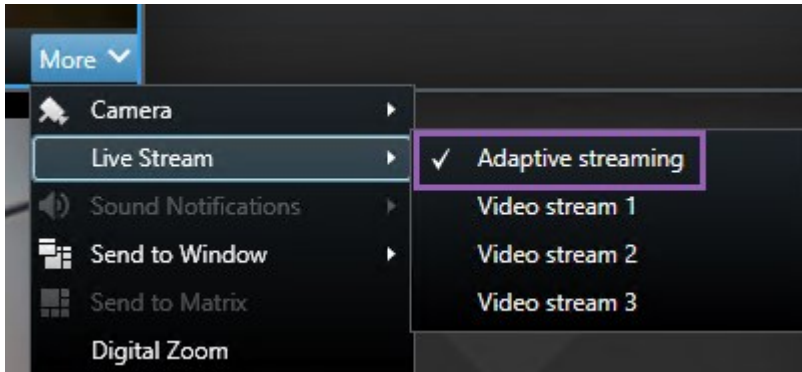 More
Camera
Live Stream
Sound Notifications
Send to Window
Send to Matrix
Digital Zoom
Adaptive streaming
Video stream 1
Video stream 2
Video stream 3